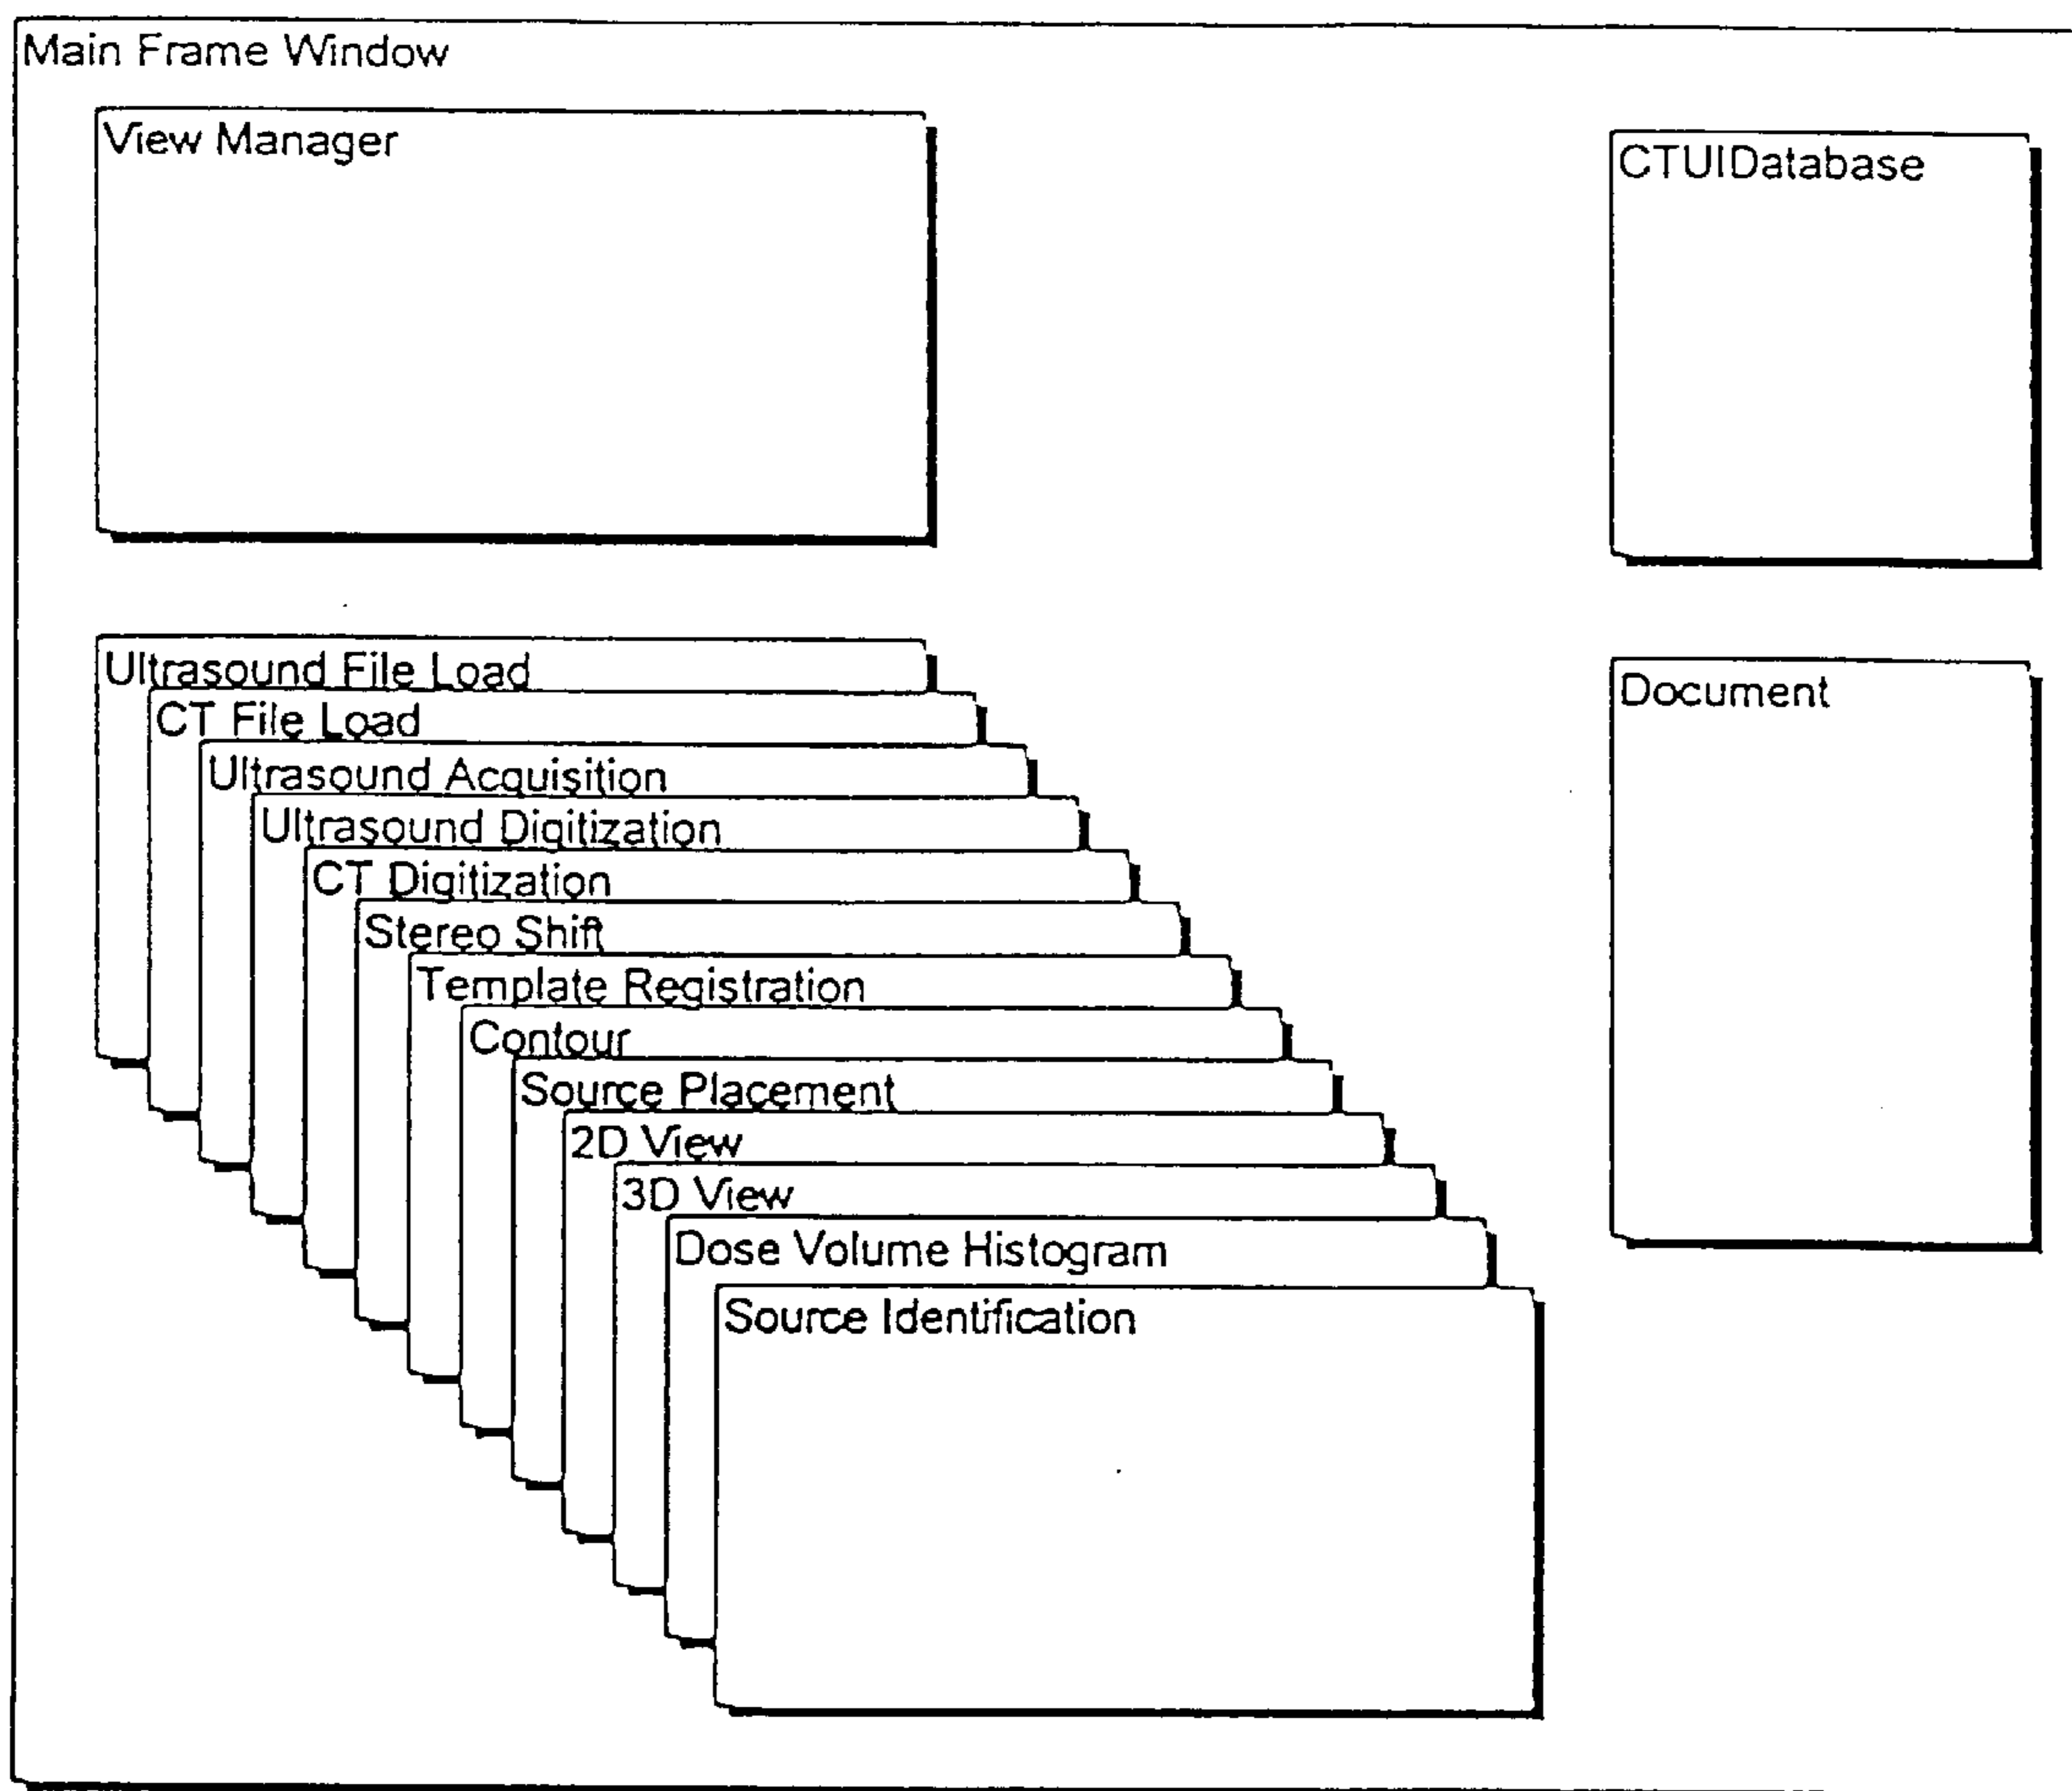 Main Frame Window
View Manager
CTUIDatabase
Ultrasound File Load
CT File Load
Ultrasound Acquisition
Ultrasound Digitization
CT Digitization
Stereo Shift
Template Registration
Contour
Source Placement
2D View
3D View
Dose Volume Histogram
Source Identification
Document